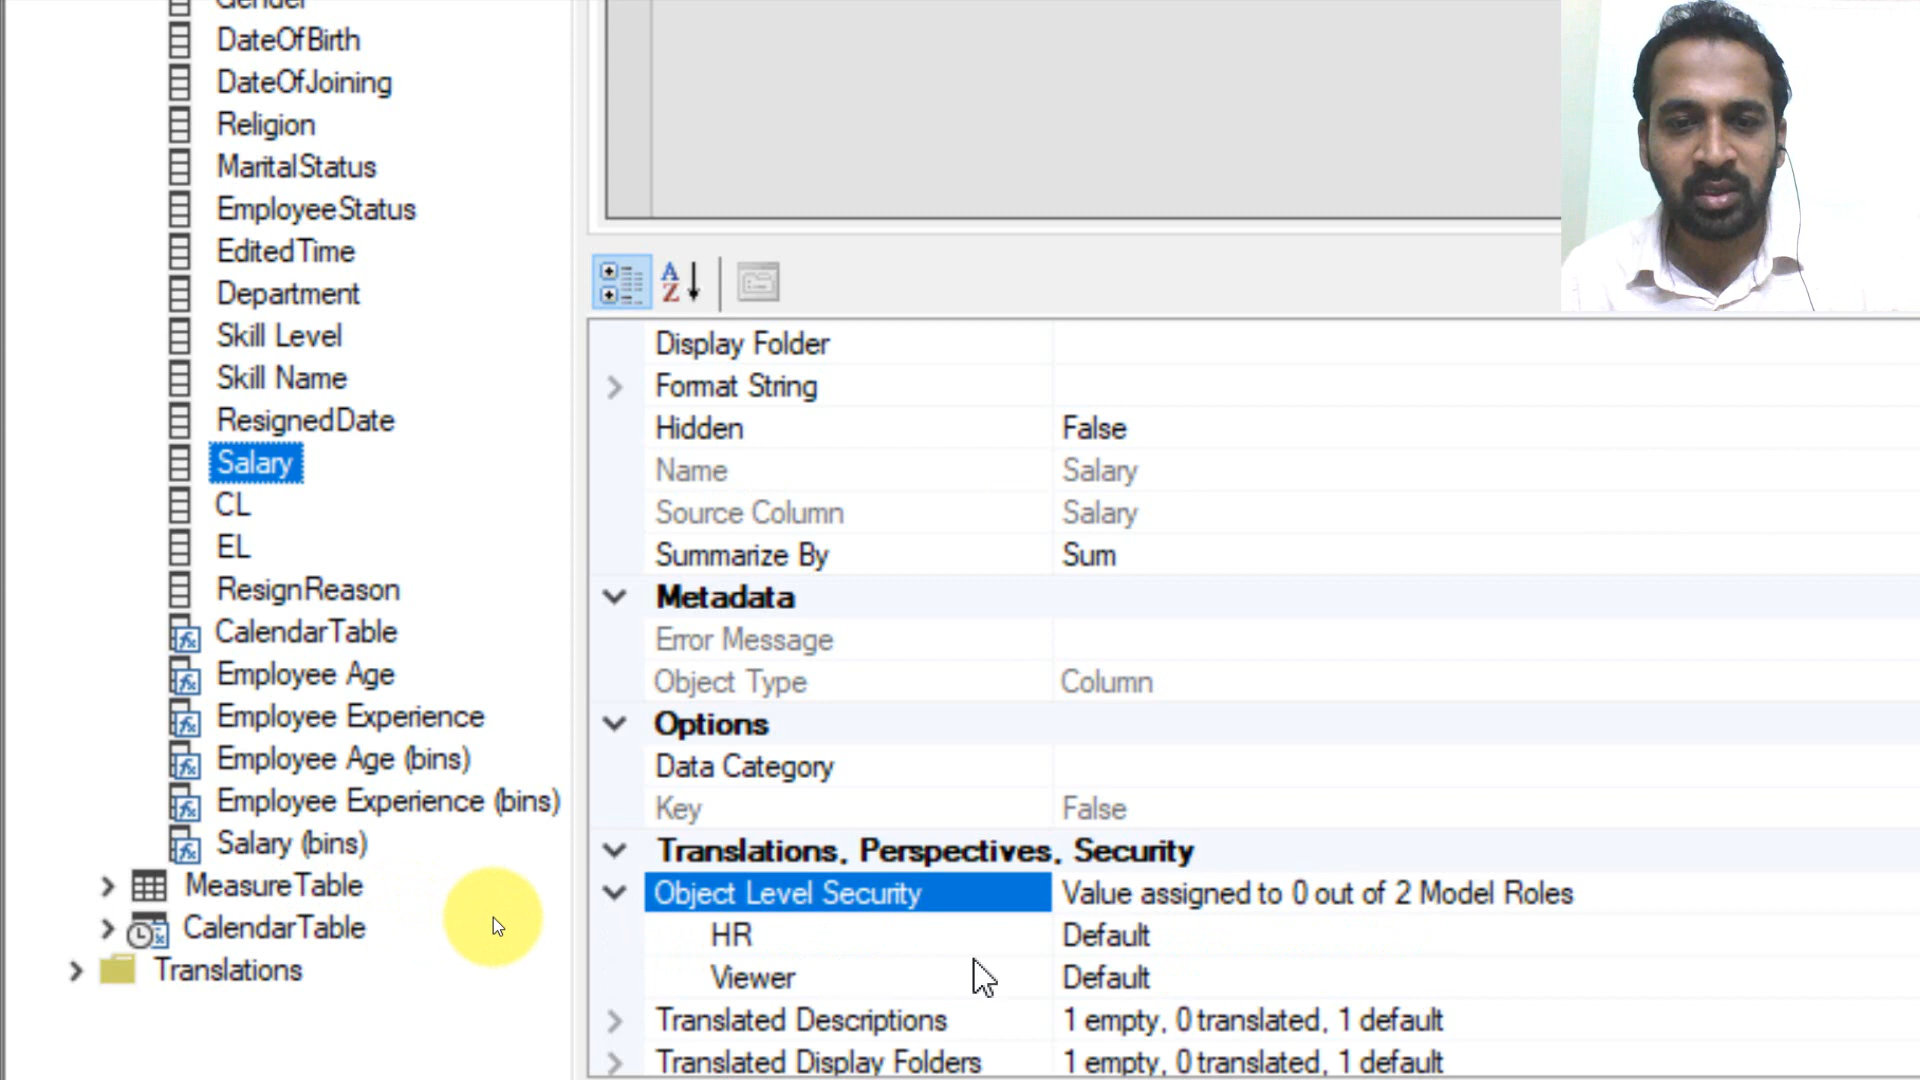 Gender
DateOfBirth
DateOfJoining
Religion
MaritalStatus
EmployeeStatus
EditedTime
Department
Skill Level
Skill Name
ResignedDate
Salary
CL
EL
ResignReason
CalendarTable
Employee Age
Employee Experience
Employee Age (bins)
Employee Experience (bins)
Salary (bins)
MeasureTable
CalendarTable
Translations
A
Z
Display Folder
Format String
Hidden False
Name Salary
Source Column Salary
Summarize By Sum
Metadata
Error Message
Object Type Column
Options
Data Category
Key False
Translations, Perspectives, Security
Object Level Security Value assigned to 0 out of 2 Model Roles
HR Default
Viewer Default
Translated Descriptions 1 empty, 0 translated, 1 default
Translated Display Folders 1 empty, 0 translated, 1 default